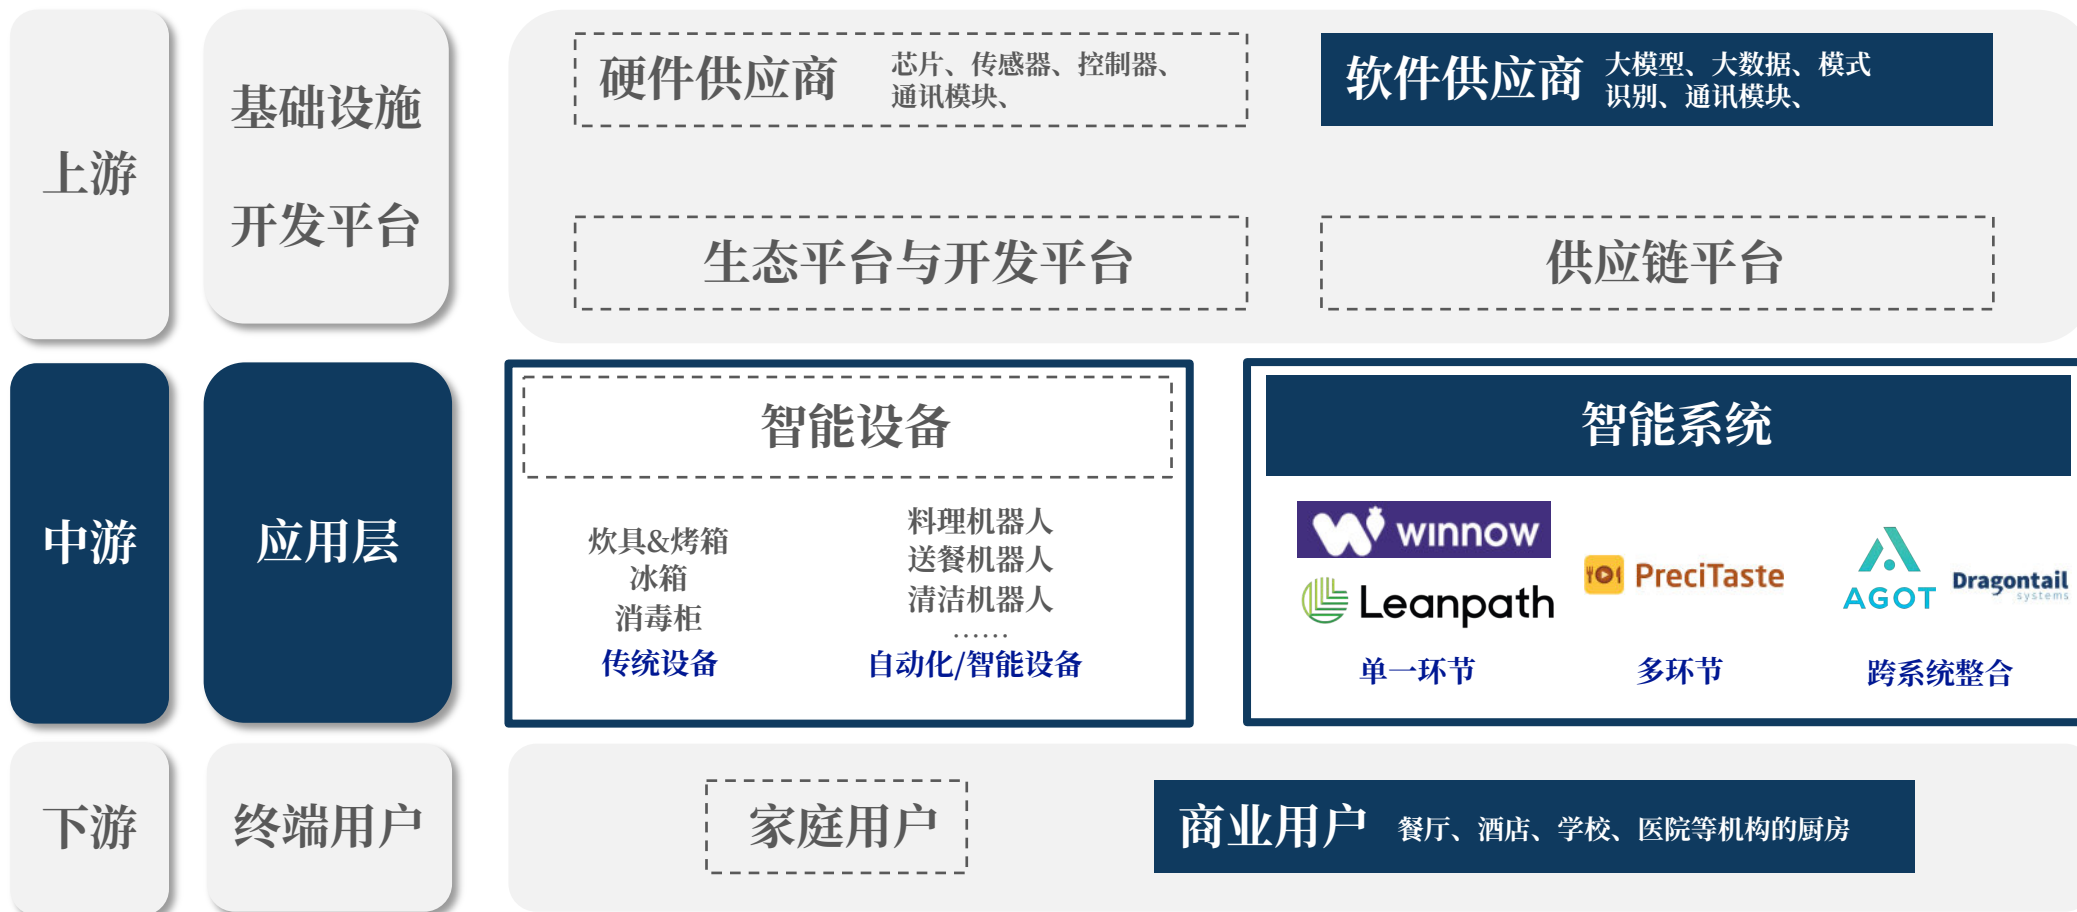 上游
基础设施
开发平台
硬件供应商
芯片、传感器、控制器、
通讯模块、
软件供应商
大模型、大数据、模式
识别、通讯模块、
生态平台与开发平台
供应链平台
中游
应用层
智能设备
炊具&烤箱
冰箱
消毒柜
传统设备
料理机器人
送餐机器人
清洁机器人
……
自动化/智能设备
智能系统
winnow
Leanpath
单一环节
PreciTaste
多环节
AGOT
Dragontail
systems
跨系统整合
下游
终端用户
家庭用户
商业用户
餐厅、酒店、学校、医院等机构的厨房